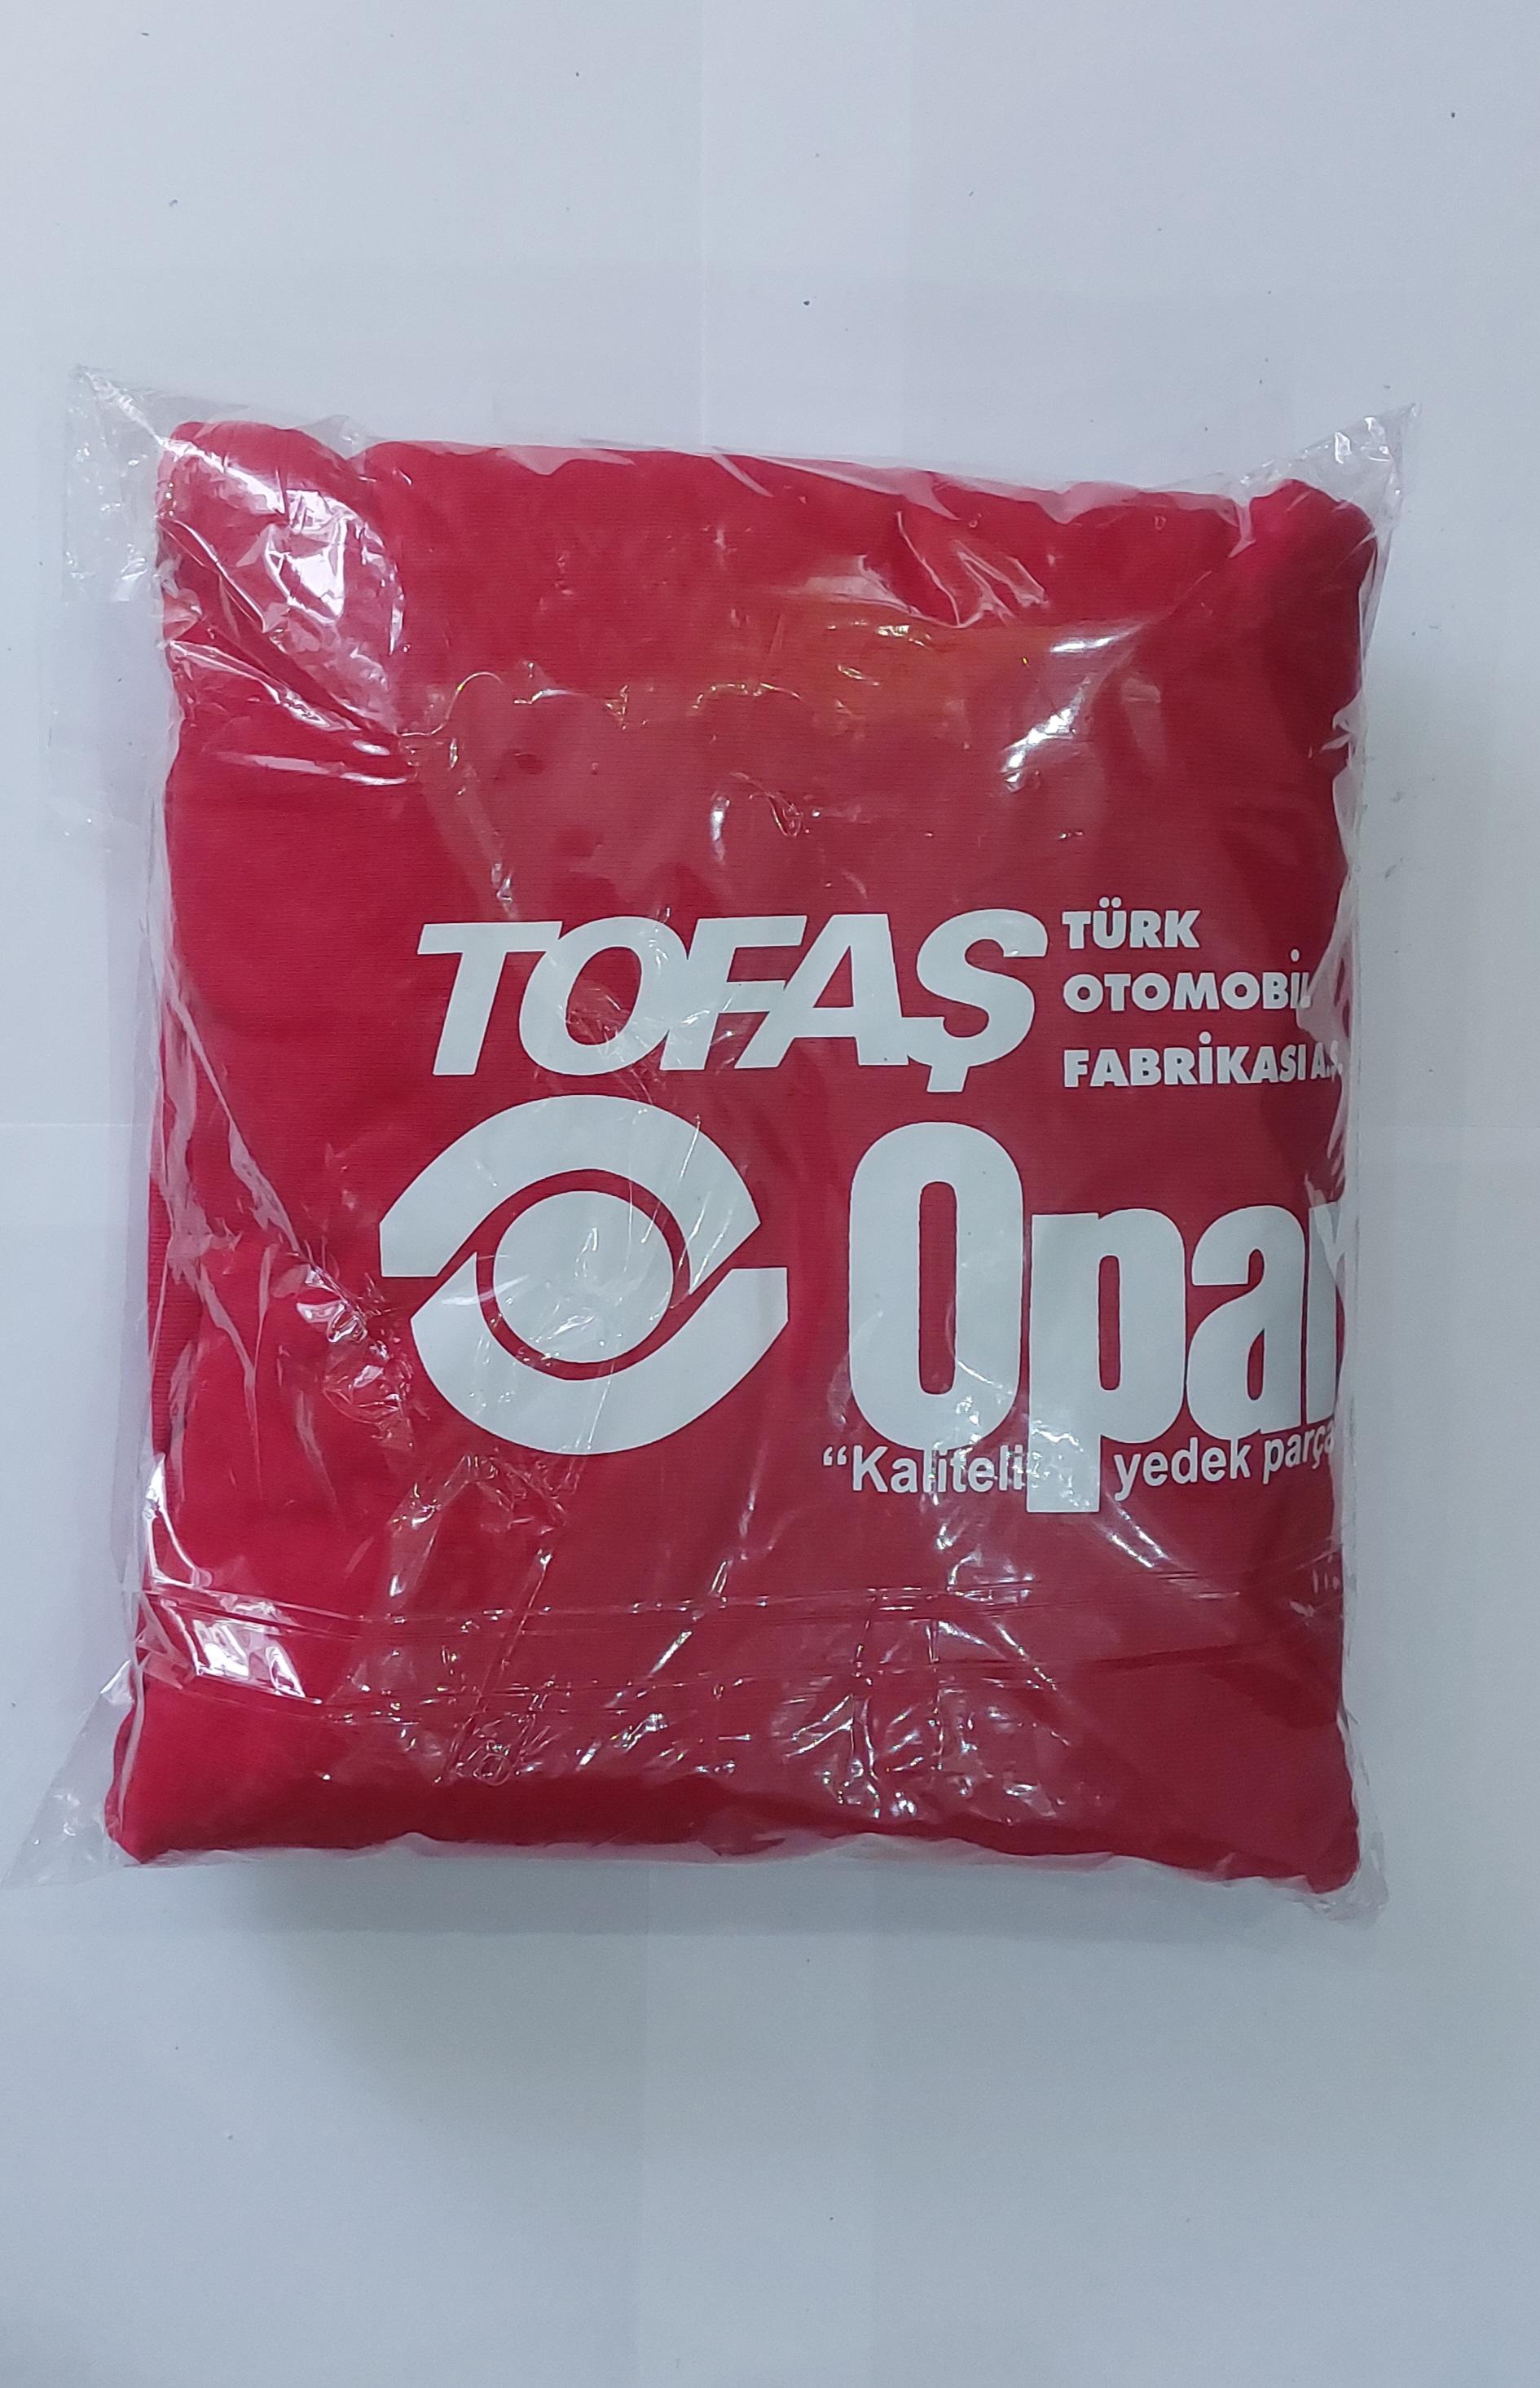 TOFAŞ TÜRK
OTOMOBİL
FABRİKASI A.Ş.
Opar
“Kaliteli yedek parça